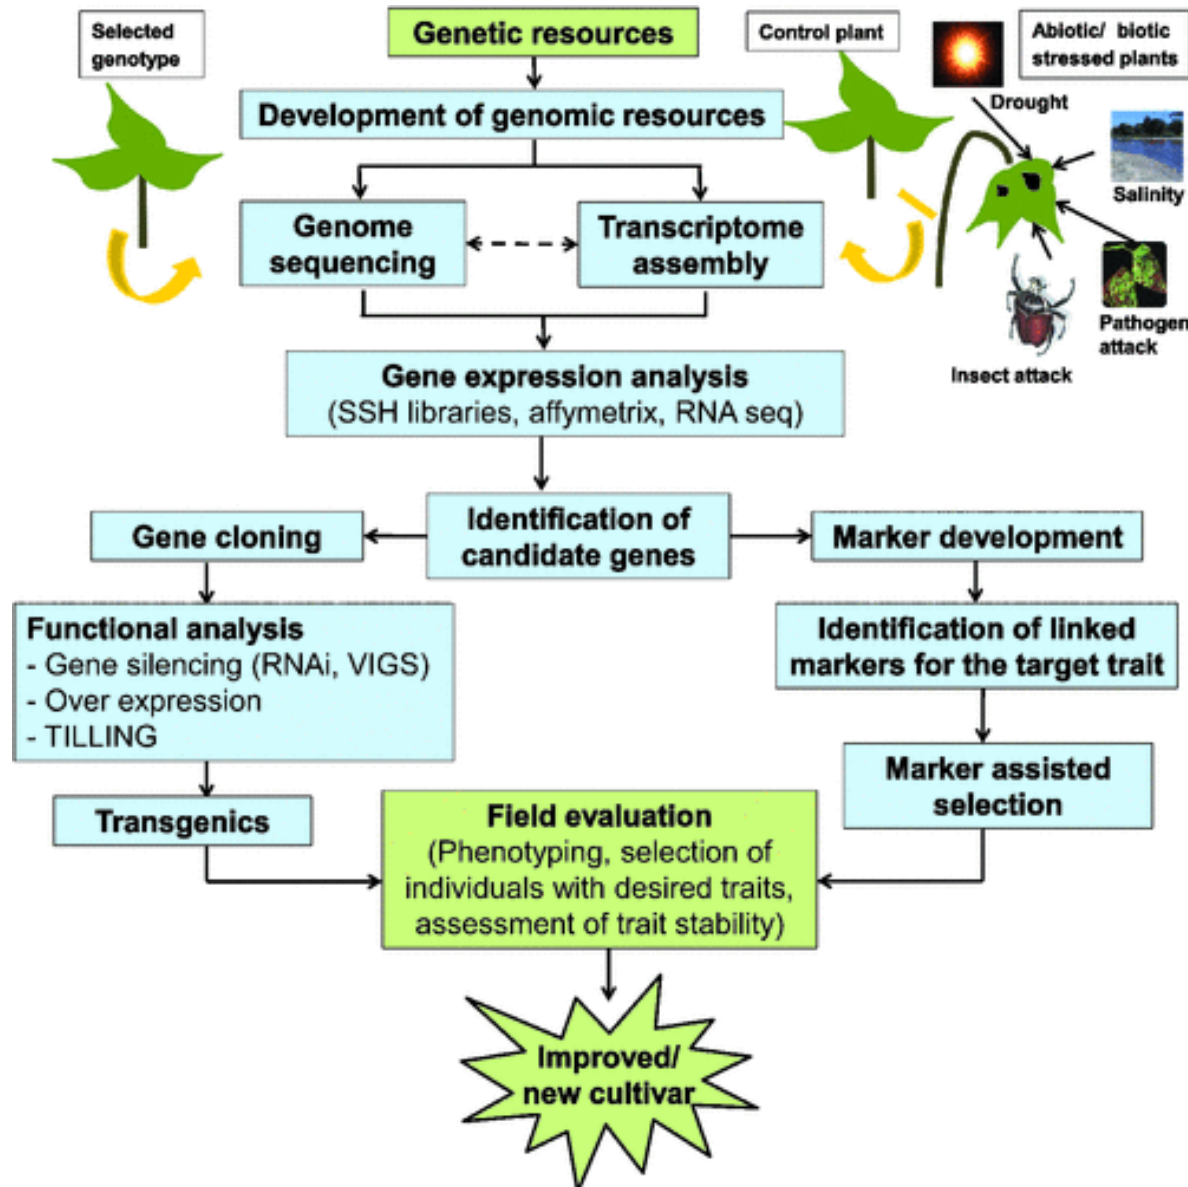 Selected
genotype
Genetic resources
Control plant
Abiotic/ biotic
stressed plants
Drought
Development of genomic resources
Salinity
Genome
sequencing
Transcriptome
assembly
Pathogen
attack
Insect attack
Gene expression analysis
(SSH libraries, affymetrix, RNA seq)
Gene cloning
Identification of
candidate genes
Marker development
Functional analysis
- Gene silencing (RNAi, VIGS)
- Over expression
- TILLING
Identification of linked
markers for the target trait
Marker assisted
selection
Transgenics
Field evaluation
(Phenotyping, selection of
individuals with desired traits,
assessment of trait stability)
Improved/
new cultivar